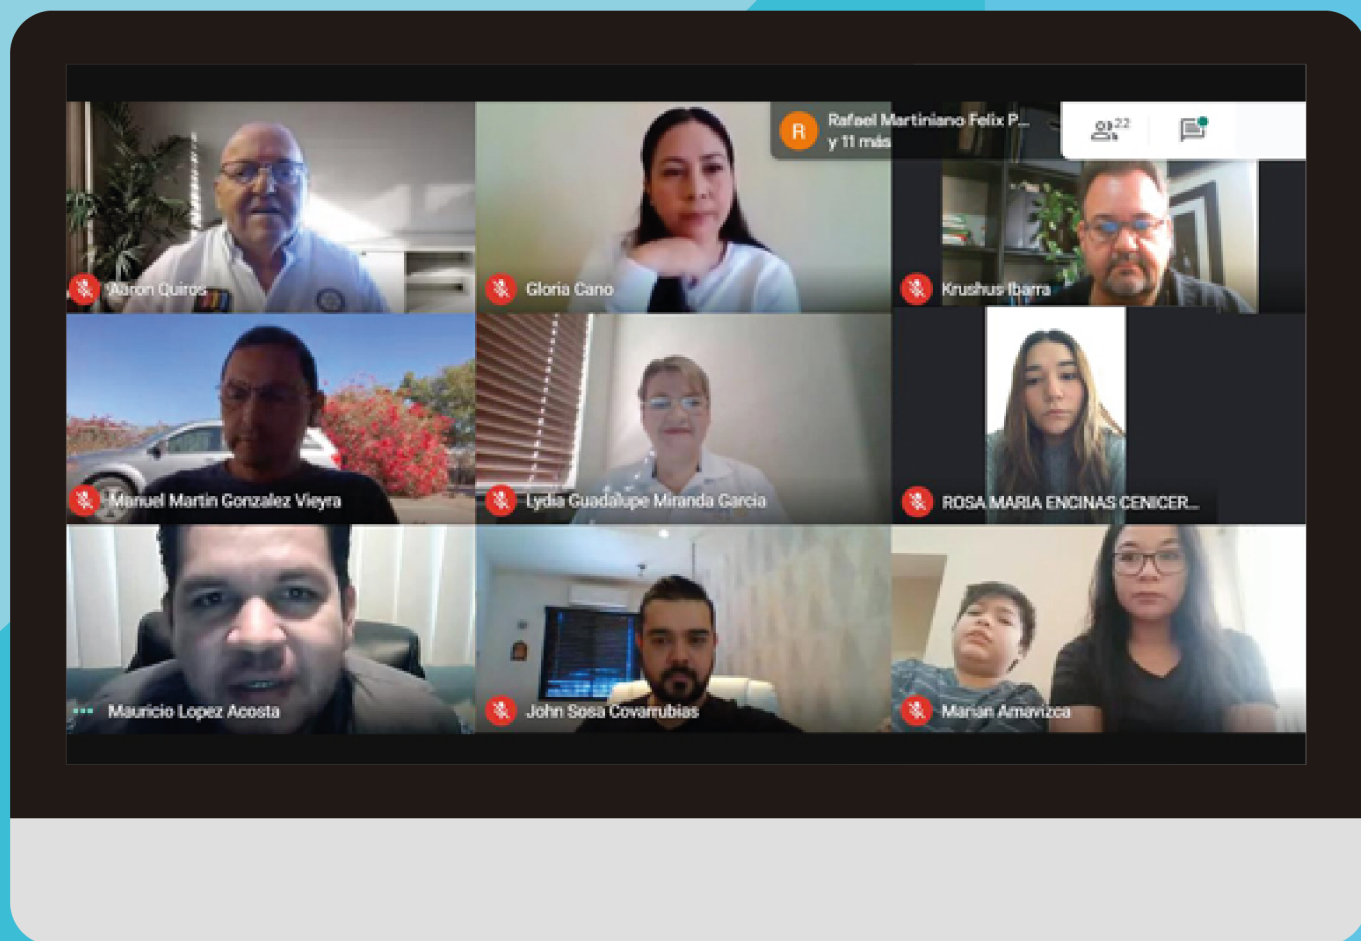 R
Rafael Martiniano Felix P...
y 11 más
22
Aaron Quiros
Gloria Cano
Krushus Ibarra
Manuel Martin Gonzalez Vieyra
Lydia Guadalupe Miranda Garcia
ROSA MARIA ENCINAS CENICER...
Mauricio Lopez Acosta
John Sosa Covarrubias
Marian Amavizca